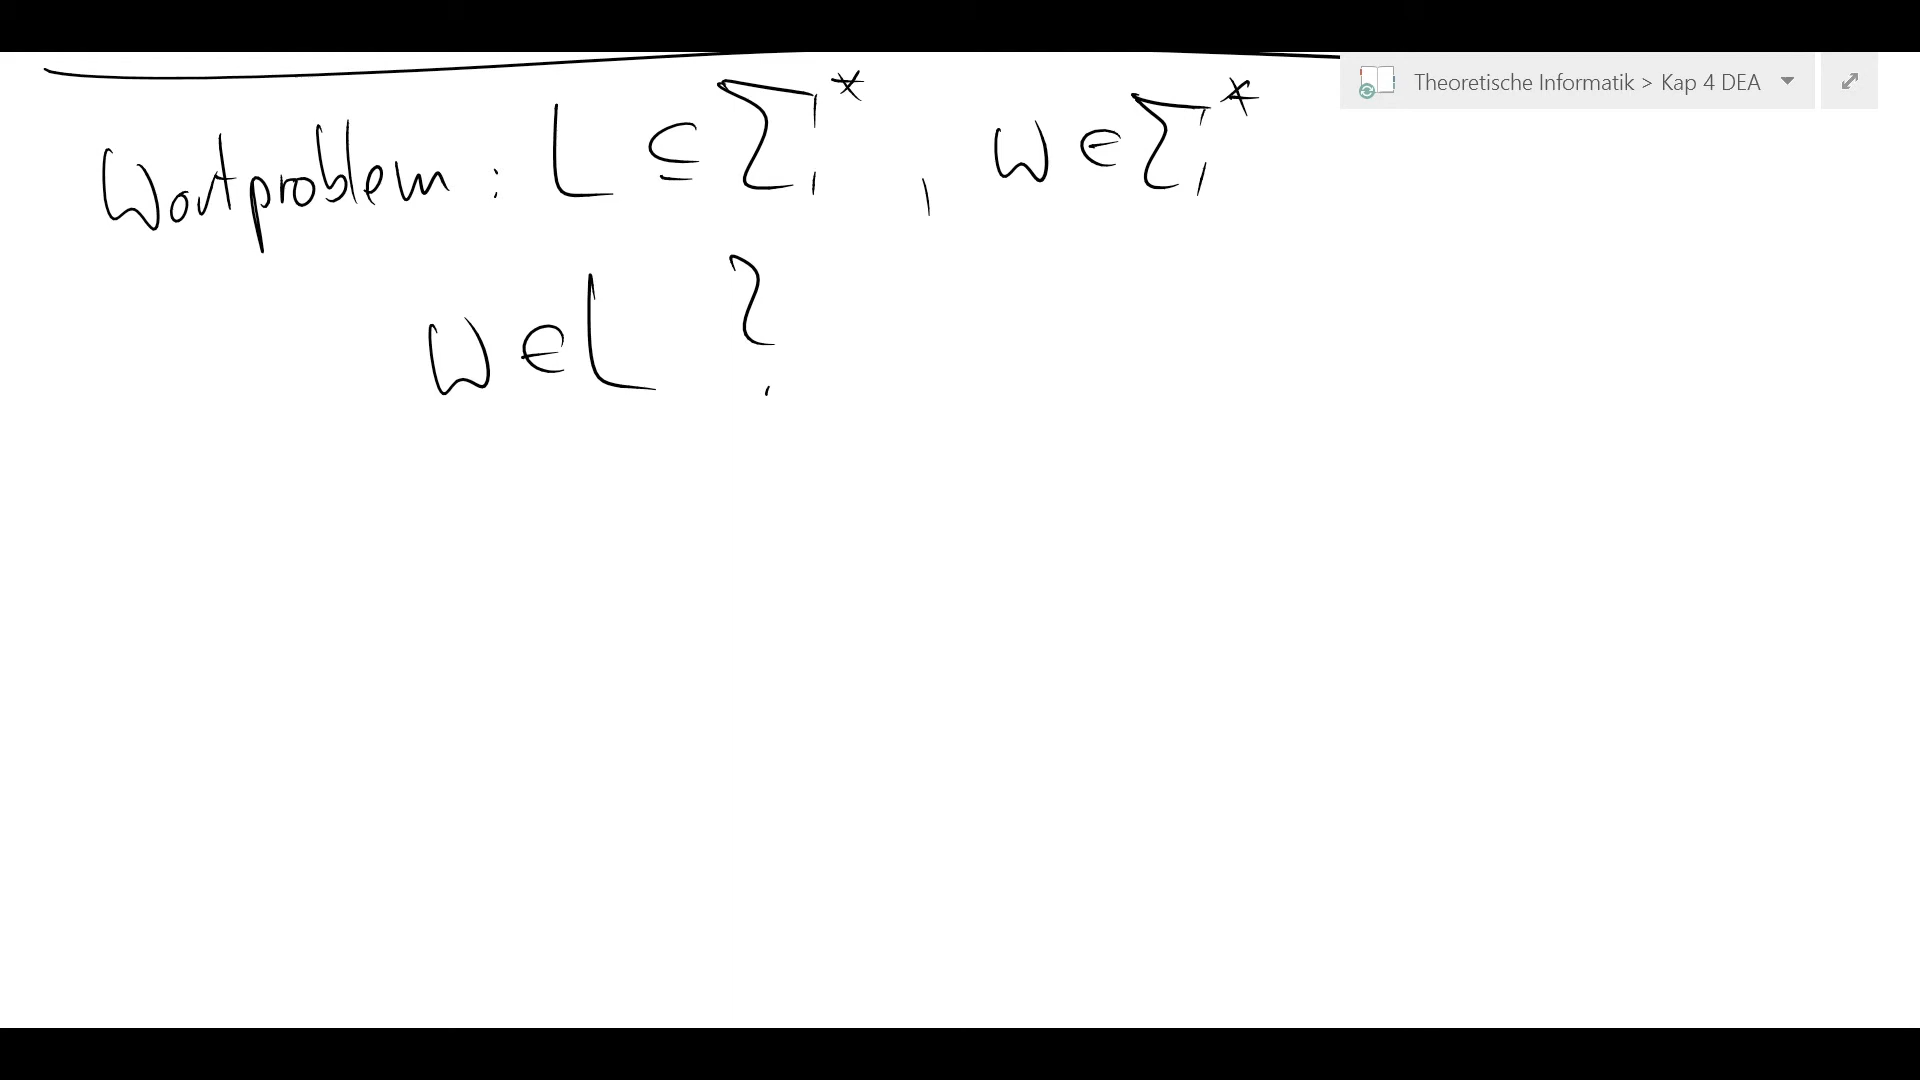 Theoretische Informatik > Kap 4 DEA
Wortproblem : L ⊆ Σ* , w ∈ Σ*
w ∈ L ?